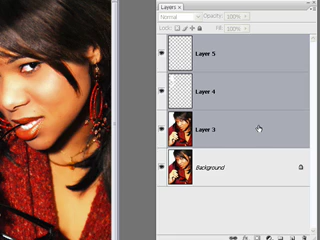 Layers ×
Normal Opacity: 100%
Lock: Fill: 100%
Layer 5
Layer 4
Layer 3
Background